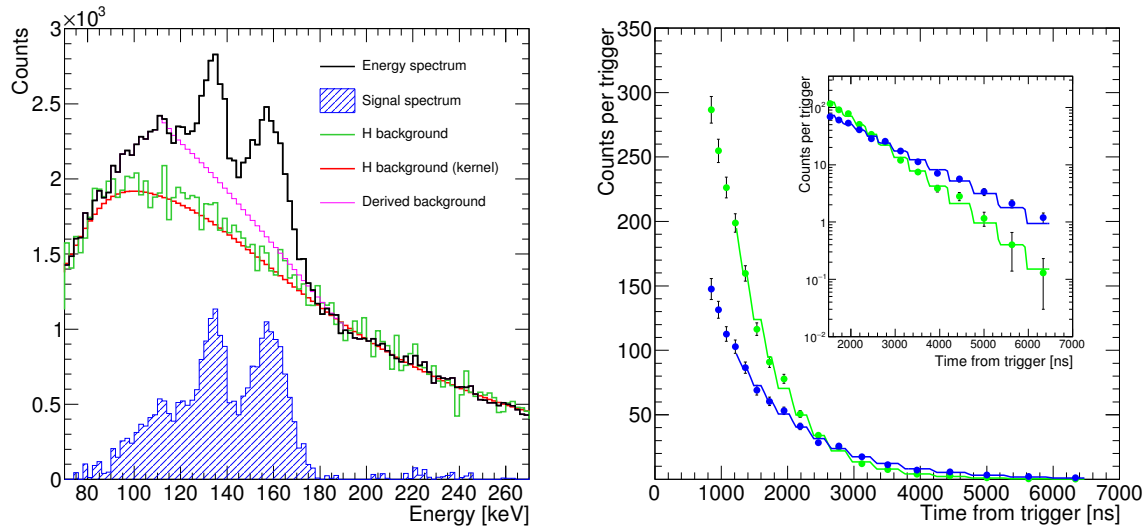 3×10³
Counts
2.5
2
1.5
1
0.5
0
80 100 120 140 160 180 200 220 240 260
Energy [keV]
Energy spectrum
Signal spectrum
H background
H background (kernel)
Derived background
Counts per trigger
350
300
250
200
150
100
50
0 1000 2000 3000 4000 5000 6000 7000
Time from trigger [ns]
Counts per trigger
10²
10
1
10⁻¹
10⁻²
2000 3000 4000 5000 6000 7000
Time from trigger [ns]